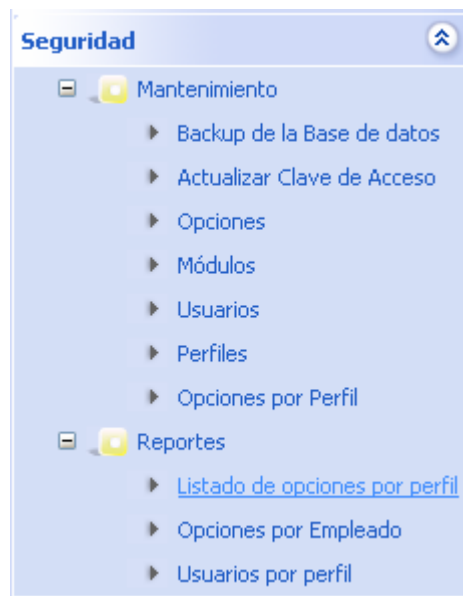 Seguridad
Mantenimiento
Backup de la Base de datos
Actualizar Clave de Acceso
Opciones
Módulos
Usuarios
Perfiles
Opciones por Perfil
Reportes
Listado de opciones por perfil
Opciones por Empleado
Usuarios por perfil